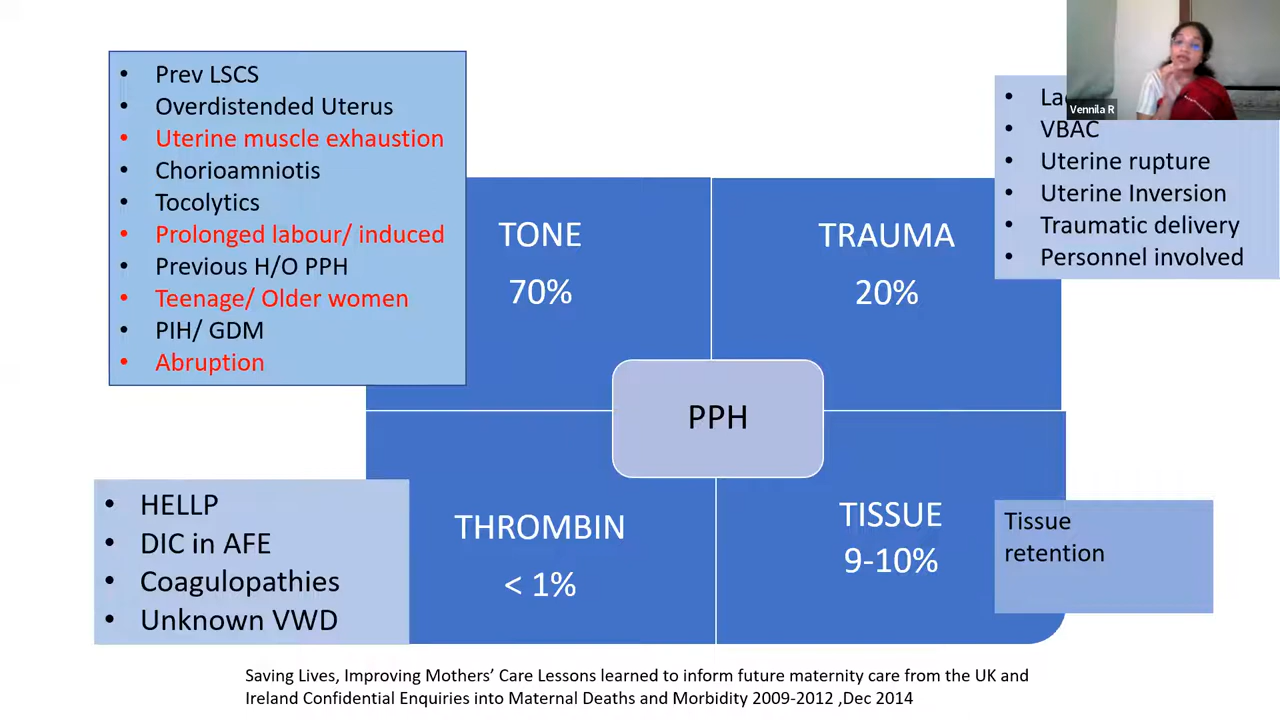 Prev LSCS
Overdistended Uterus
Uterine muscle exhaustion
Chorioamniotis
Tocolytics
Prolonged labour/ induced
Previous H/O PPH
Teenage/ Older women
PIH/ GDM
Abruption
TONE
70%
TRAUMA
20%
Vennila R
VBAC
Uterine rupture
Uterine Inversion
Traumatic delivery
Personnel involved
PPH
HELLP
DIC in AFE
Coagulopathies
Unknown VWD
THROMBIN
< 1%
TISSUE
9-10%
Tissue
retention
Saving Lives, Improving Mothers’ Care Lessons learned to inform future maternity care from the UK and
Ireland Confidential Enquiries into Maternal Deaths and Morbidity 2009-2012 ,Dec 2014